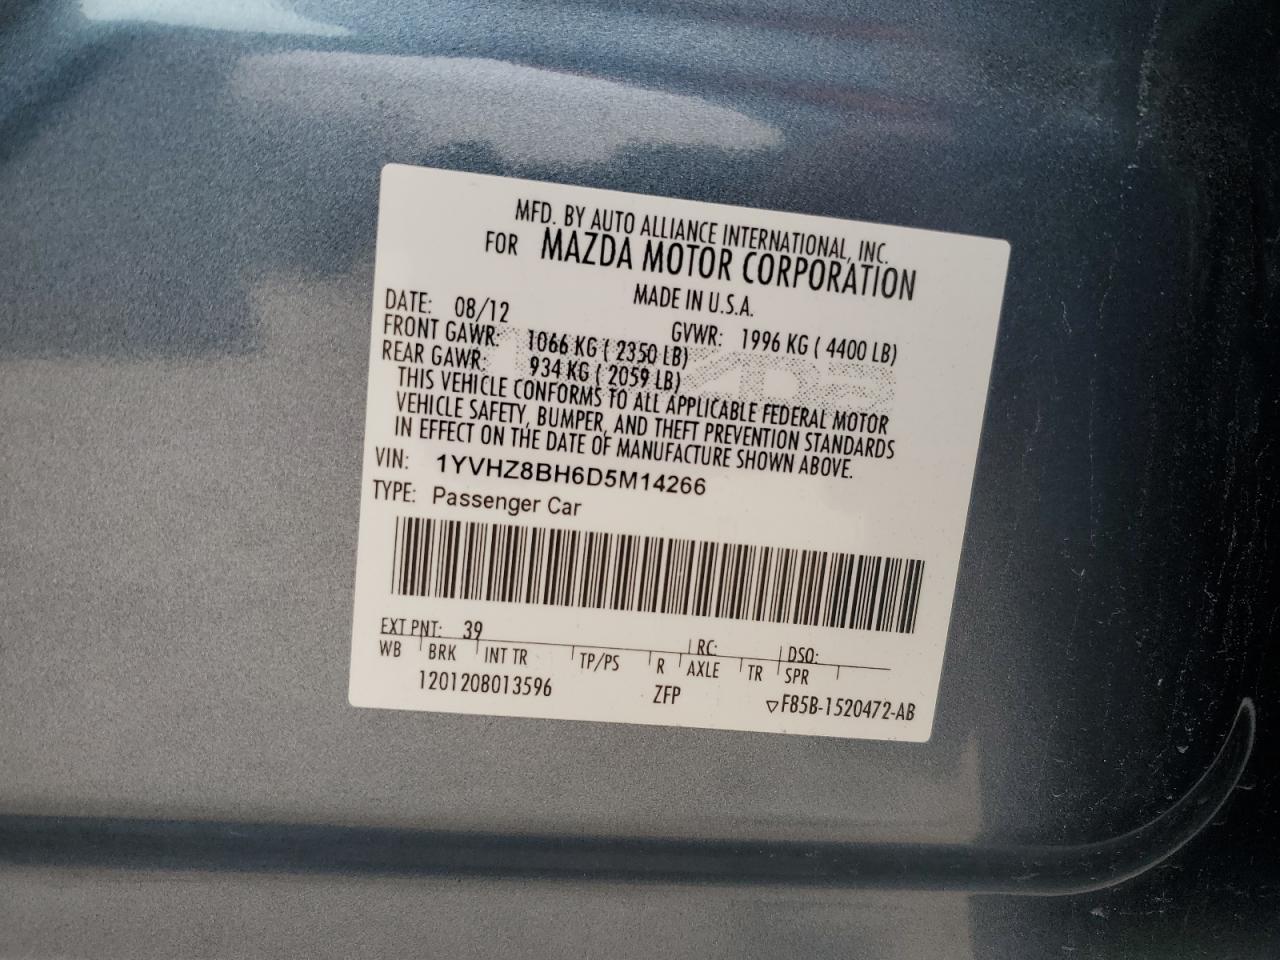 MFD. BY AUTO ALLIANCE INTERNATIONAL, INC.
FOR MAZDA MOTOR CORPORATION
MADE IN U.S.A.
DATE: 08/12 GVWR: 1996 KG ( 4400 LB)
FRONT GAWR: 1066 KG ( 2350 LB)
REAR GAWR: 934 KG ( 2059 LB)
THIS VEHICLE CONFORMS TO ALL APPLICABLE FEDERAL MOTOR
VEHICLE SAFETY, BUMPER, AND THEFT PREVENTION STANDARDS
IN EFFECT ON THE DATE OF MANUFACTURE SHOWN ABOVE.
VIN: 1YVHZ8BH6D5M14266
TYPE: Passenger Car
EXT PNT: 39 RC: DSO:
WB BRK INT TR TP/PS R AXLE TR SPR
1201208013596 ZFP ▽F85B-1520472-AB